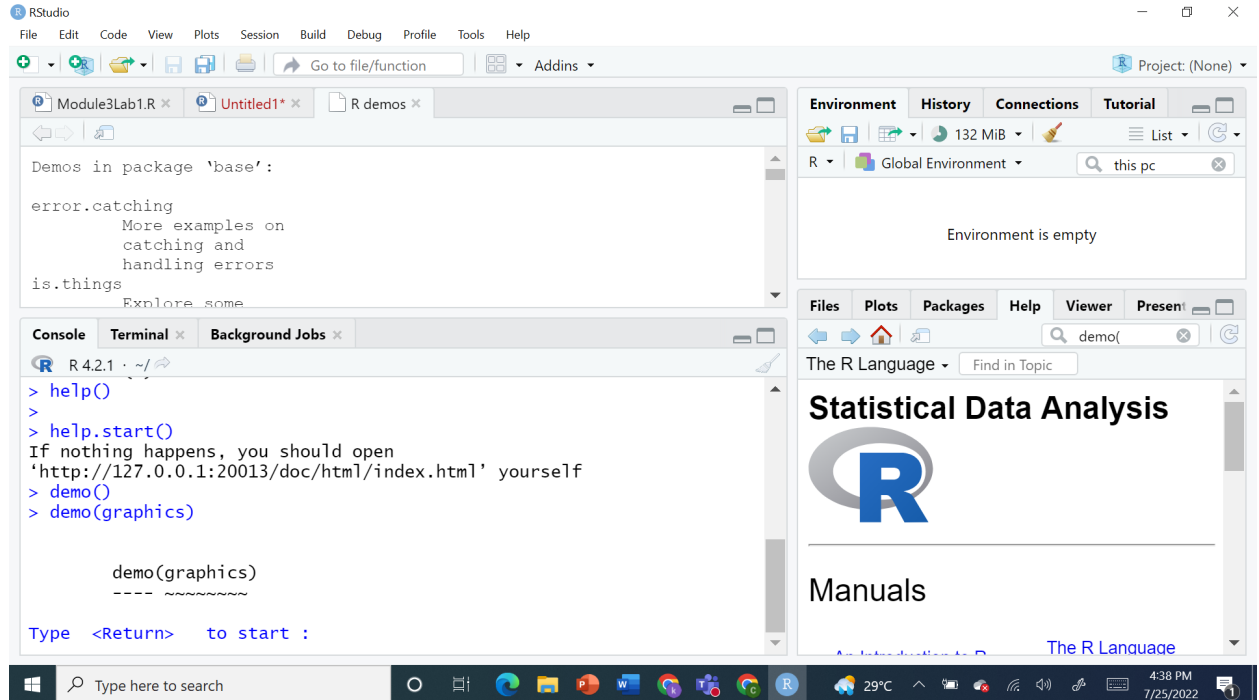 RStudio
File Edit Code View Plots Session Build Debug Profile Tools Help
Go to file/function Addins Project: (None)
Module3Lab1.R Untitled1* R demos
Demos in package ‘base’:
error.catching
More examples on
catching and
handling errors
is.things
Explore some
Console Terminal Background Jobs
R 4.2.1 · ~/
> help()
>
> help.start()
If nothing happens, you should open
‘http://127.0.0.1:20013/doc/html/index.html’ yourself
> demo()
> demo(graphics)
demo(graphics)
---- ~~~~~~~~
Type <Return> to start :
Environment History Connections Tutorial
132 MiB List
R Global Environment this pc
Environment is empty
Files Plots Packages Help Viewer Present
demo(
The R Language Find in Topic
Statistical Data Analysis
R
Manuals
An Introduction to R The R Language
Type here to search
29°C
4:38 PM
7/25/2022
1